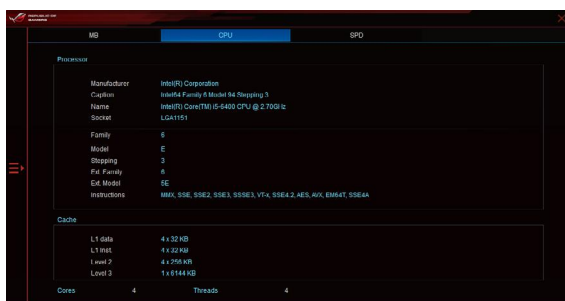 MB CPU SPD
Processor
Manufacturer Intel(R) Corporation
Caption Intel64 Family 6 Model 94 Stepping 3
Name Intel(R) Core(TM) i5-6400 CPU @ 2.70GHz
Socket LGA1151
Family 6
Model E
Stepping 3
Ext. Family 6
Ext. Model 5E
Instructions MMX, SSE, SSE2, SSE3, SSSE3, VT-x, SSE4.2, AES, AVX, EM64T, SSE4A
Cache
L1 data 4 x 32 KB
L1 Inst. 4 x 32 KB
Level 2 4 x 256 KB
Level 3 1 x 6144 KB
Cores 4 Threads 4